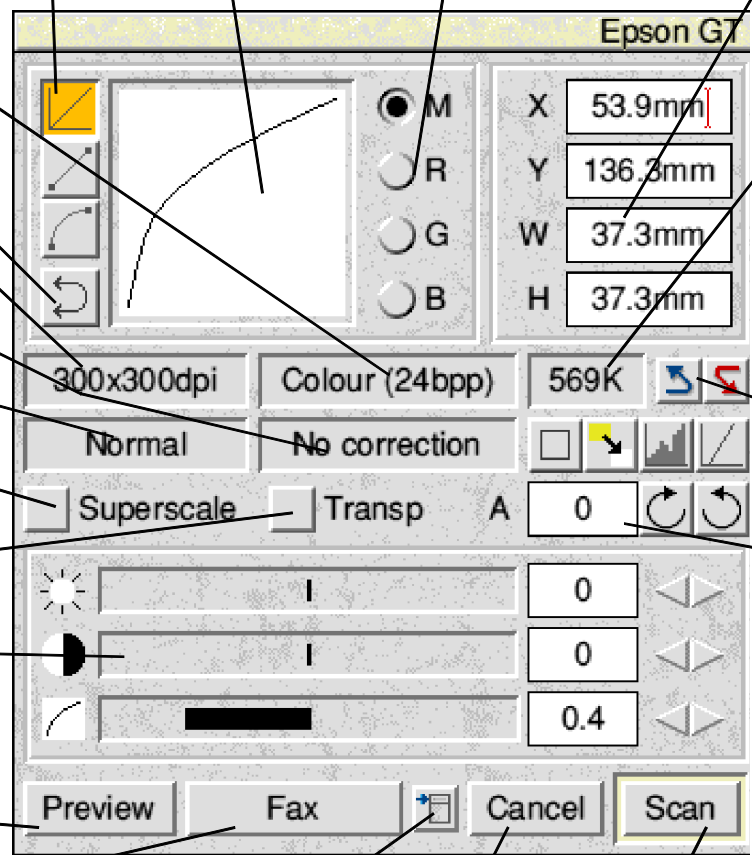 Epson GT
M X 53.9mm
R Y 136.3mm
G W 37.3mm
B H 37.3mm
300x300dpi Colour (24bpp) 569K
Normal No correction
Superscale Transp A 0
0
0
0.4
Preview Fax Cancel Scan